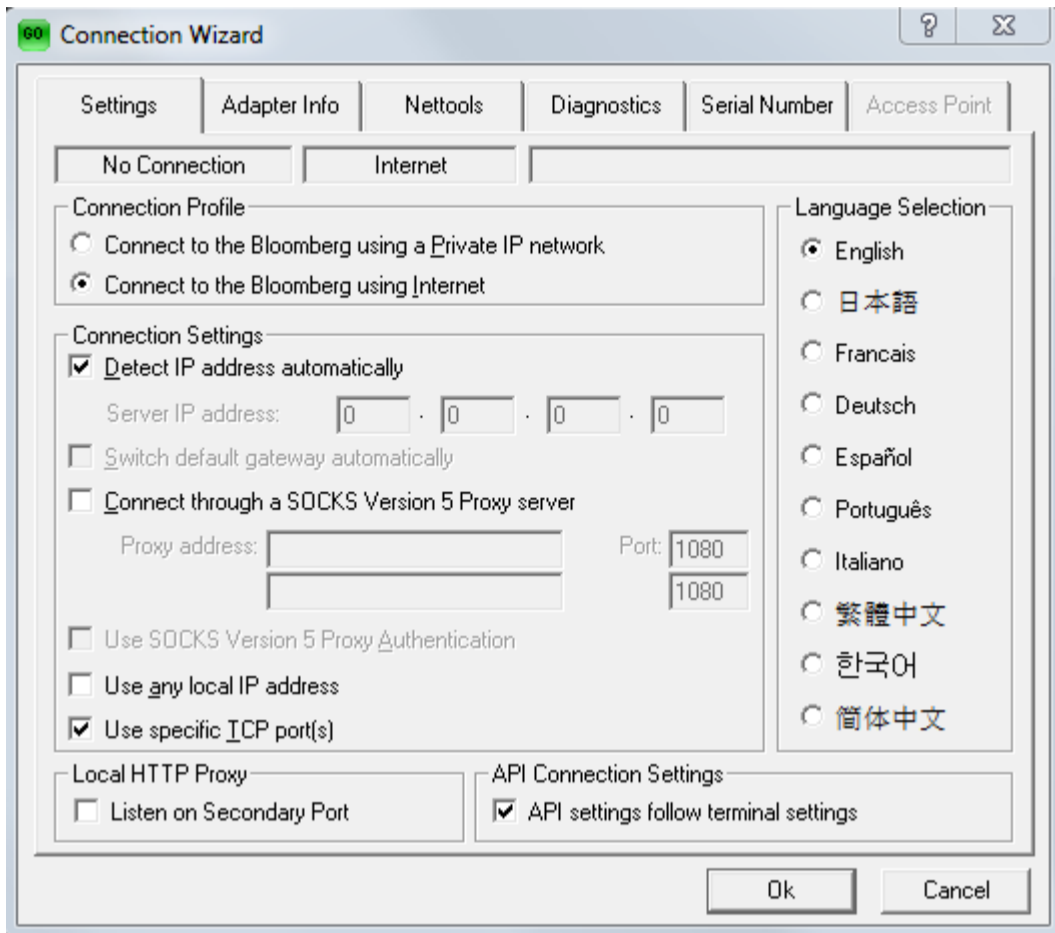 GO Connection Wizard
Settings Adapter Info Nettools Diagnostics Serial Number Access Point
No Connection Internet
Connection Profile
Connect to the Bloomberg using a Private IP network
Connect to the Bloomberg using Internet
Connection Settings
Detect IP address automatically
Server IP address: 0 . 0 . 0 . 0
Switch default gateway automatically
Connect through a SOCKS Version 5 Proxy server
Proxy address: Port: 1080
1080
Use SOCKS Version 5 Proxy Authentication
Use any local IP address
Use specific TCP port(s)
Language Selection
English
日本語
Francais
Deutsch
Español
Português
Italiano
繁體中文
한국어
简体中文
Local HTTP Proxy
Listen on Secondary Port
API Connection Settings
API settings follow terminal settings
Ok Cancel